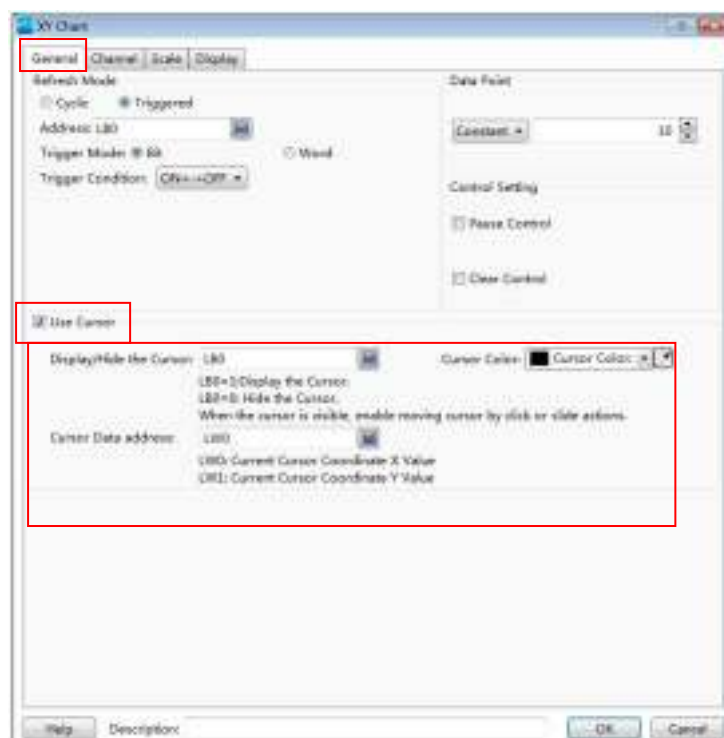 XY Chart
General Channel Scale Display
Refresh Mode Data Point
Cycle Triggered
Address: LB0 Constant 10
Trigger Mode: Bit Word
Trigger Condition: ON<-->OFF Control Setting
Pause Control
Clear Control
Use Cursor
Display/Hide the Cursor: LB0 Cursor Color: Cursor Color:
LB0=1:Display the Cursor.
LB0=0: Hide the Cursor.
When the cursor is visible, enable moving cursor by click or slide actions.
Cursor Data address: LW0
LW0: Current Cursor Coordinate X Value
LW1: Current Cursor Coordinate Y Value
Help Description: OK Cancel